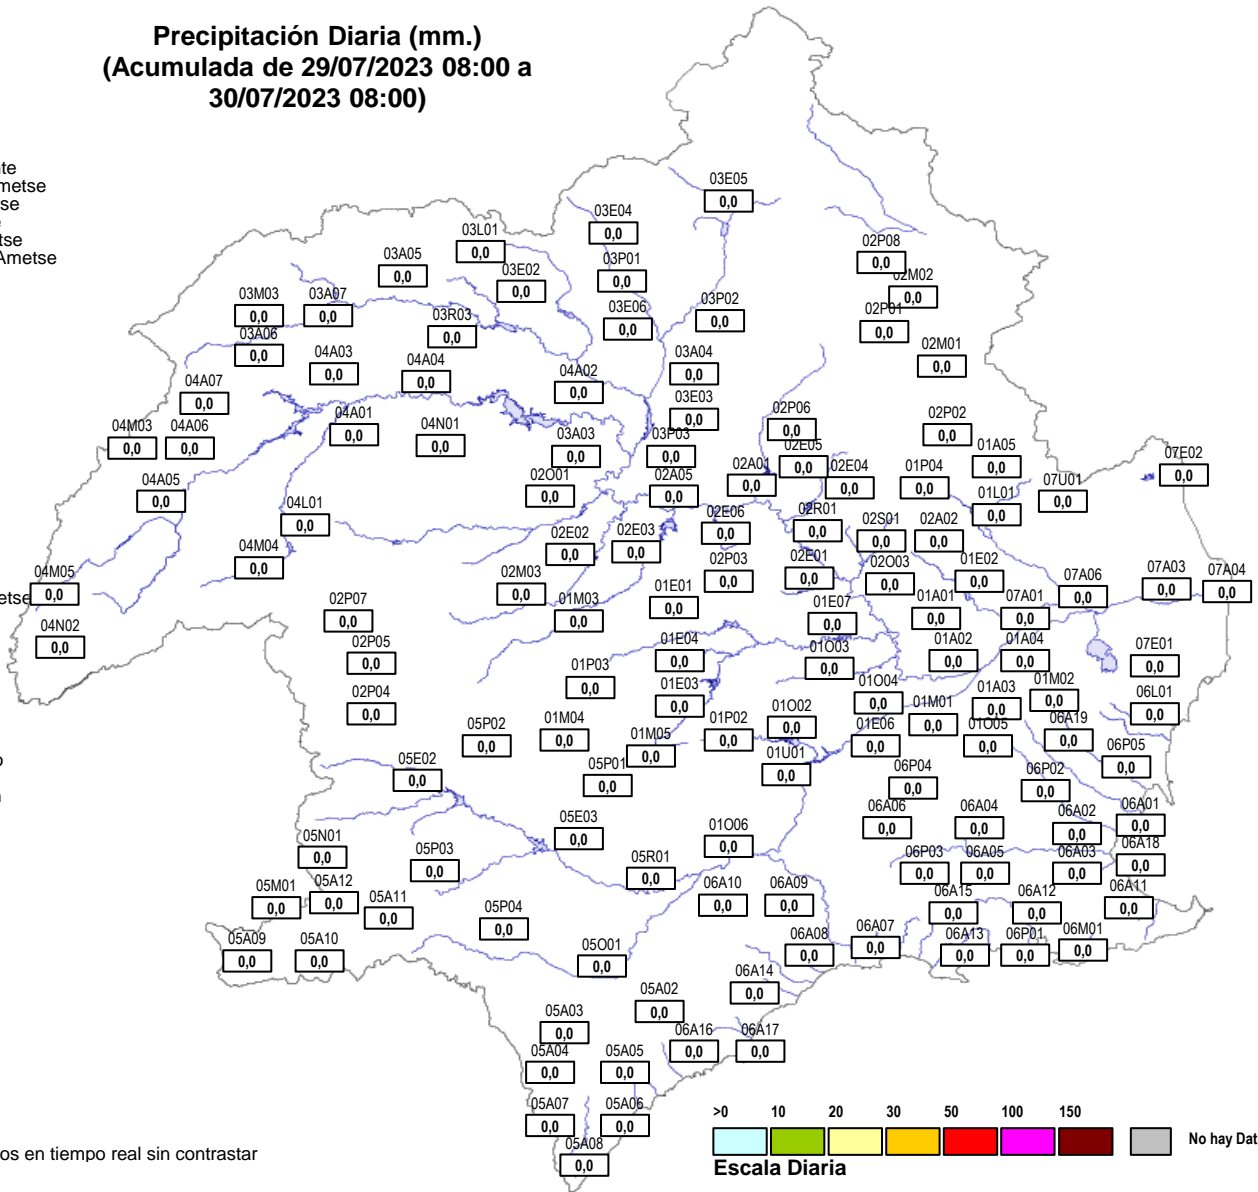 Precipitación Diaria (mm.)
(Acumulada de 29/07/2023 08:00 a
30/07/2023 08:00)
03E05
0,0
03E04
0,0
03L01
0,0
03A05
0,0
03E02
0,0
03P01
0,0
02P08
0,0
02M02
0,0
03M03
0,0
03A07
0,0
03R03
0,0
03E06
0,0
03P02
0,0
02P01
0,0
03A06
0,0
04A03
0,0
04A04
0,0
04A02
0,0
03A04
0,0
02M01
0,0
04A07
0,0
03E03
0,0
04M03
0,0
04A06
0,0
04A01
0,0
04N01
0,0
03A03
0,0
03P03
0,0
02P06
0,0
02P02
0,0
02E05
0,0
01A05
0,0
07E02
0,0
04A05
0,0
02O01
0,0
02A05
0,0
02A01
0,0
02E04
0,0
01P04
0,0
01L01
0,0
07U01
0,0
04L01
0,0
02E02
0,0
02E03
0,0
02E06
0,0
02R01
0,0
02S01
0,0
02A02
0,0
04M04
0,0
02P03
0,0
02E01
0,0
02O03
0,0
01E02
0,0
04M05
0,0
02M03
0,0
01M03
0,0
01E01
0,0
01E07
0,0
01A01
0,0
07A01
0,0
07A06
0,0
07A03
0,0
07A04
0,0
etse
04N02
0,0
02P07
0,0
02P05
0,0
01E04
0,0
01O03
0,0
01A02
0,0
01A04
0,0
07E01
0,0
02P04
0,0
01P03
0,0
01E03
0,0
01O04
0,0
01M01
0,0
01A03
0,0
01M02
0,0
06L01
0,0
05P02
0,0
01M04
0,0
01M05
0,0
01P02
0,0
01O02
0,0
01E06
0,0
01O05
0,0
06A19
0,0
06P05
0,0
05E02
0,0
05P01
0,0
01U01
0,0
06P04
0,0
06P02
0,0
05E03
0,0
01O06
0,0
06A06
0,0
06A04
0,0
06A02
0,0
06A01
0,0
05N01
0,0
05P03
0,0
05R01
0,0
06P03
0,0
06A05
0,0
06A03
0,0
06A18
0,0
05M01
0,0
05A12
0,0
05A11
0,0
05P04
0,0
06A10
0,0
06A09
0,0
06A15
0,0
06A12
0,0
06A11
0,0
05A09
0,0
05A10
0,0
05O01
0,0
06A08
0,0
06A07
0,0
06A13
0,0
06P01
0,0
06M01
0,0
05A03
0,0
05A02
0,0
06A14
0,0
05A04
0,0
05A05
0,0
06A16
0,0
06A17
0,0
05A07
0,0
05A06
0,0
05A08
0,0
>0 10 20 30 50 100 150
No hay Dat
Escala Diaria
os en tiempo real sin contrastar